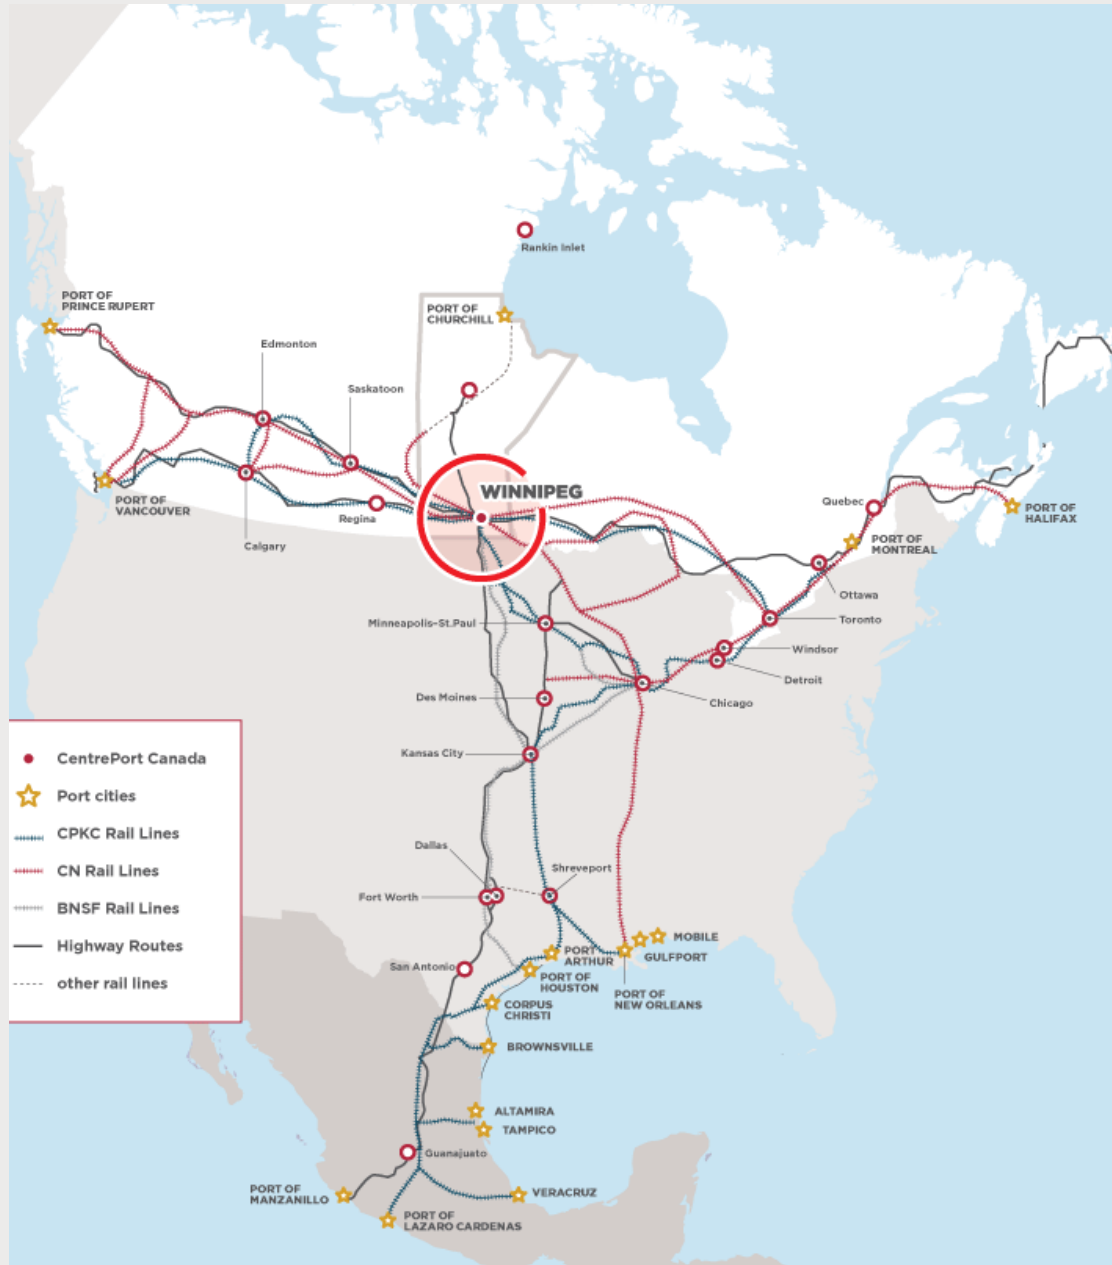 Rankin Inlet
PORT OF
PRINCE RUPERT
PORT OF
CHURCHILL
Edmonton
Saskatoon
WINNIPEG
PORT OF
VANCOUVER
Regina
Calgary
Quebec
PORT OF
HALIFAX
PORT OF
MONTREAL
Ottawa
Toronto
Minneapolis-St.Paul
Windsor
Detroit
Des Moines
Chicago
Kansas City
CentrePort Canada
Port cities
CPKC Rail Lines
CN Rail Lines
BNSF Rail Lines
Highway Routes
other rail lines
Dallas
Shreveport
Fort Worth
MOBILE
GULFPORT
PORT
ARTHUR
San Antonio
PORT OF
HOUSTON
PORT OF
NEW ORLEANS
CORPUS
CHRISTI
BROWNSVILLE
ALTAMIRA
TAMPICO
Guanajuato
PORT OF
MANZANILLO
VERACRUZ
PORT OF
LAZARO CARDENAS